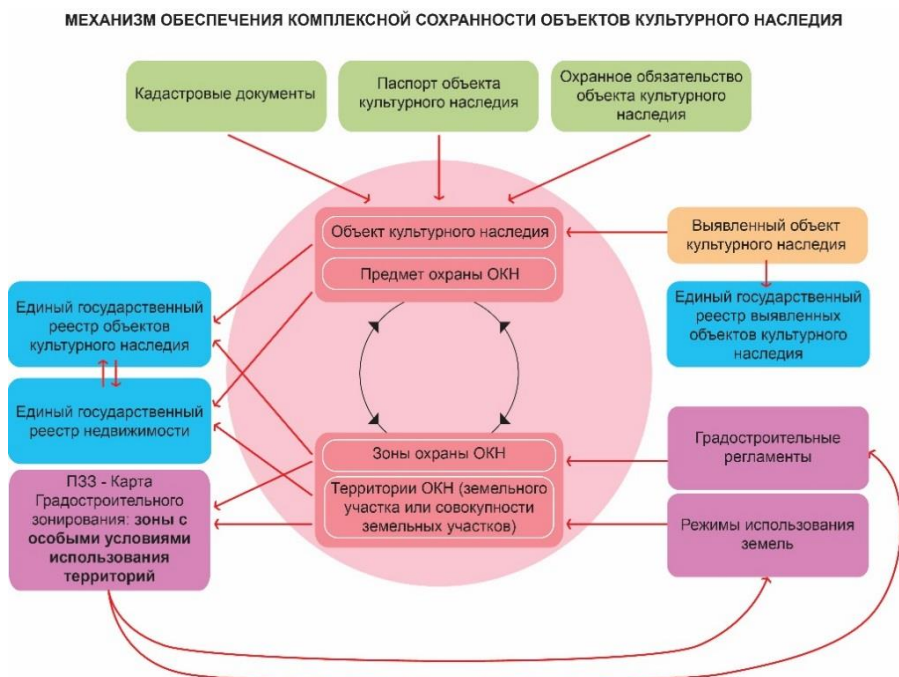 МЕХАНИЗМ ОБЕСПЕЧЕНИЯ КОМПЛЕКСНОЙ СОХРАННОСТИ ОБЪЕКТОВ КУЛЬТУРНОГО НАСЛЕДИЯ
Кадастровые документы
Паспорт объекта
культурного наследия
Охранное обязательство
объекта культурного
наследия
Объект культурного наследия
Предмет охраны ОКН
Выявленный объект
культурного наследия
Единый государственный
реестр объектов
культурного наследия
Единый государственный
реестр выявленных
объектов культурного
наследия
Единый государственный
реестр недвижимости
Зоны охраны ОКН
Территории ОКН (земельного
участка или совокупности
земельных участков)
Градостроительные
регламенты
Режимы использования
земель
ПЗЗ - Карта
Градостроительного
зонирования: зоны с
особыми условиями
использования
территорий